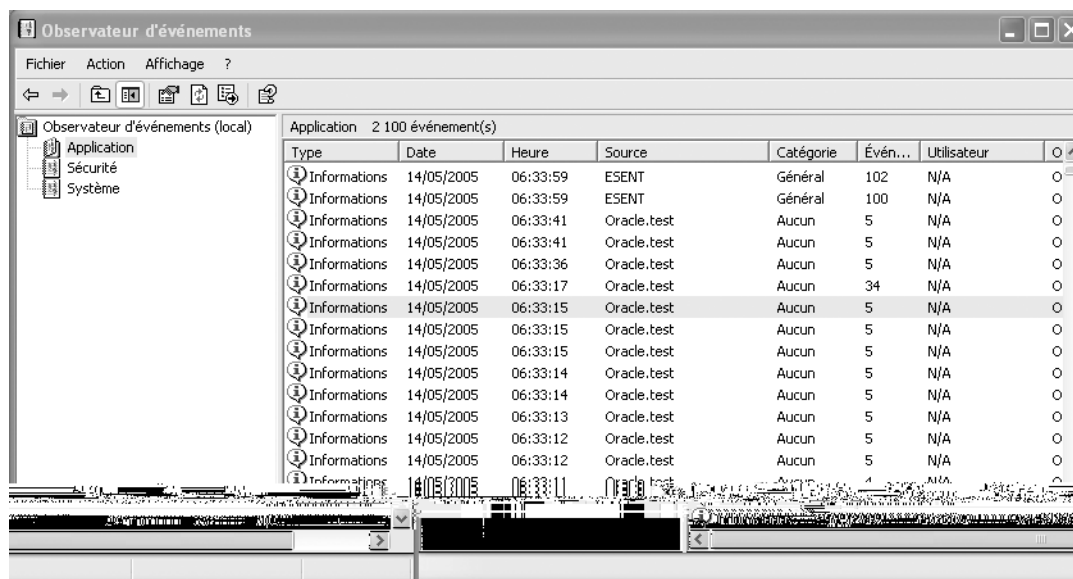 Observateur d'événements
Fichier Action Affichage ?
Observateur d'événements (local)
Application
Sécurité
Système
Application 2 100 événement(s)
Type Date Heure Source Catégorie Évén... Utilisateur O
Informations 14/05/2005 06:33:59 ESENT Général 102 N/A O
Informations 14/05/2005 06:33:59 ESENT Général 100 N/A O
Informations 14/05/2005 06:33:41 Oracle.test Aucun 5 N/A O
Informations 14/05/2005 06:33:41 Oracle.test Aucun 5 N/A O
Informations 14/05/2005 06:33:36 Oracle.test Aucun 5 N/A O
Informations 14/05/2005 06:33:17 Oracle.test Aucun 34 N/A O
Informations 14/05/2005 06:33:15 Oracle.test Aucun 5 N/A O
Informations 14/05/2005 06:33:15 Oracle.test Aucun 5 N/A O
Informations 14/05/2005 06:33:15 Oracle.test Aucun 5 N/A O
Informations 14/05/2005 06:33:14 Oracle.test Aucun 5 N/A O
Informations 14/05/2005 06:33:14 Oracle.test Aucun 5 N/A O
Informations 14/05/2005 06:33:13 Oracle.test Aucun 5 N/A O
Informations 14/05/2005 06:33:12 Oracle.test Aucun 5 N/A O
Informations 14/05/2005 06:33:12 Oracle.test Aucun 5 N/A O